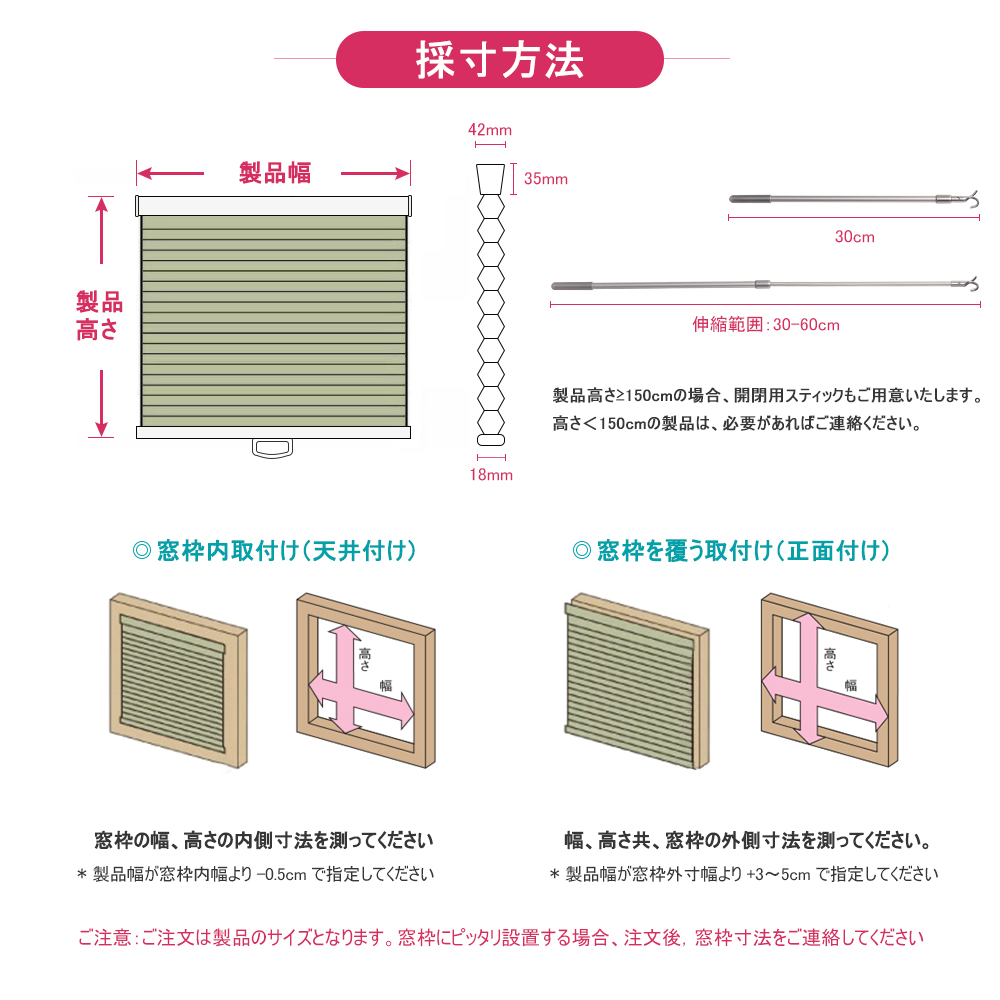 採寸方法
42mm
製品幅
35mm
30cm
製品
高さ
伸縮範囲：30-60cm
製品高さ≥150cmの場合、開閉用スティックもご用意いたします。
高さ＜150cmの製品は、必要があればご連絡ください。
18mm
◎ 窓枠内取付け（天井付け）
◎ 窓枠を覆う取付け（正面付け）
高さ
幅
高さ
幅
窓枠の幅、高さの内側寸法を測ってください
幅、高さ共、窓枠の外側寸法を測ってください。
* 製品幅が窓枠内幅より -0.5cm で指定してください
* 製品幅が窓枠外寸幅より +3～5cm で指定してください
ご注意：ご注文は製品のサイズとなります。窓枠にピッタリ設置する場合、注文後，窓枠寸法をご連絡してください